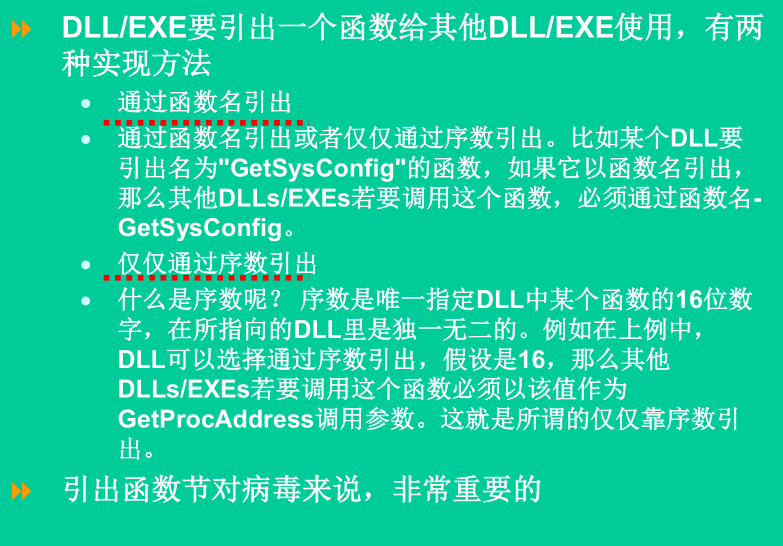 DLL/EXE要引出一个函数给其他DLL/EXE使用，有两
种实现方法
通过函数名引出
通过函数名引出或者仅仅通过序数引出。比如某个DLL要
引出名为"GetSysConfig"的函数，如果它以函数名引出，
那么其他DLLs/EXEs若要调用这个函数，必须通过函数名-
GetSysConfig。
仅仅通过序数引出
什么是序数呢？ 序数是唯一指定DLL中某个函数的16位数
字，在所指向的DLL里是独一无二的。例如在上例中，
DLL可以选择通过序数引出，假设是16，那么其他
DLLs/EXEs若要调用这个函数必须以该值作为
GetProcAddress调用参数。这就是所谓的仅仅靠序数引
出。
引出函数节对病毒来说，非常重要的